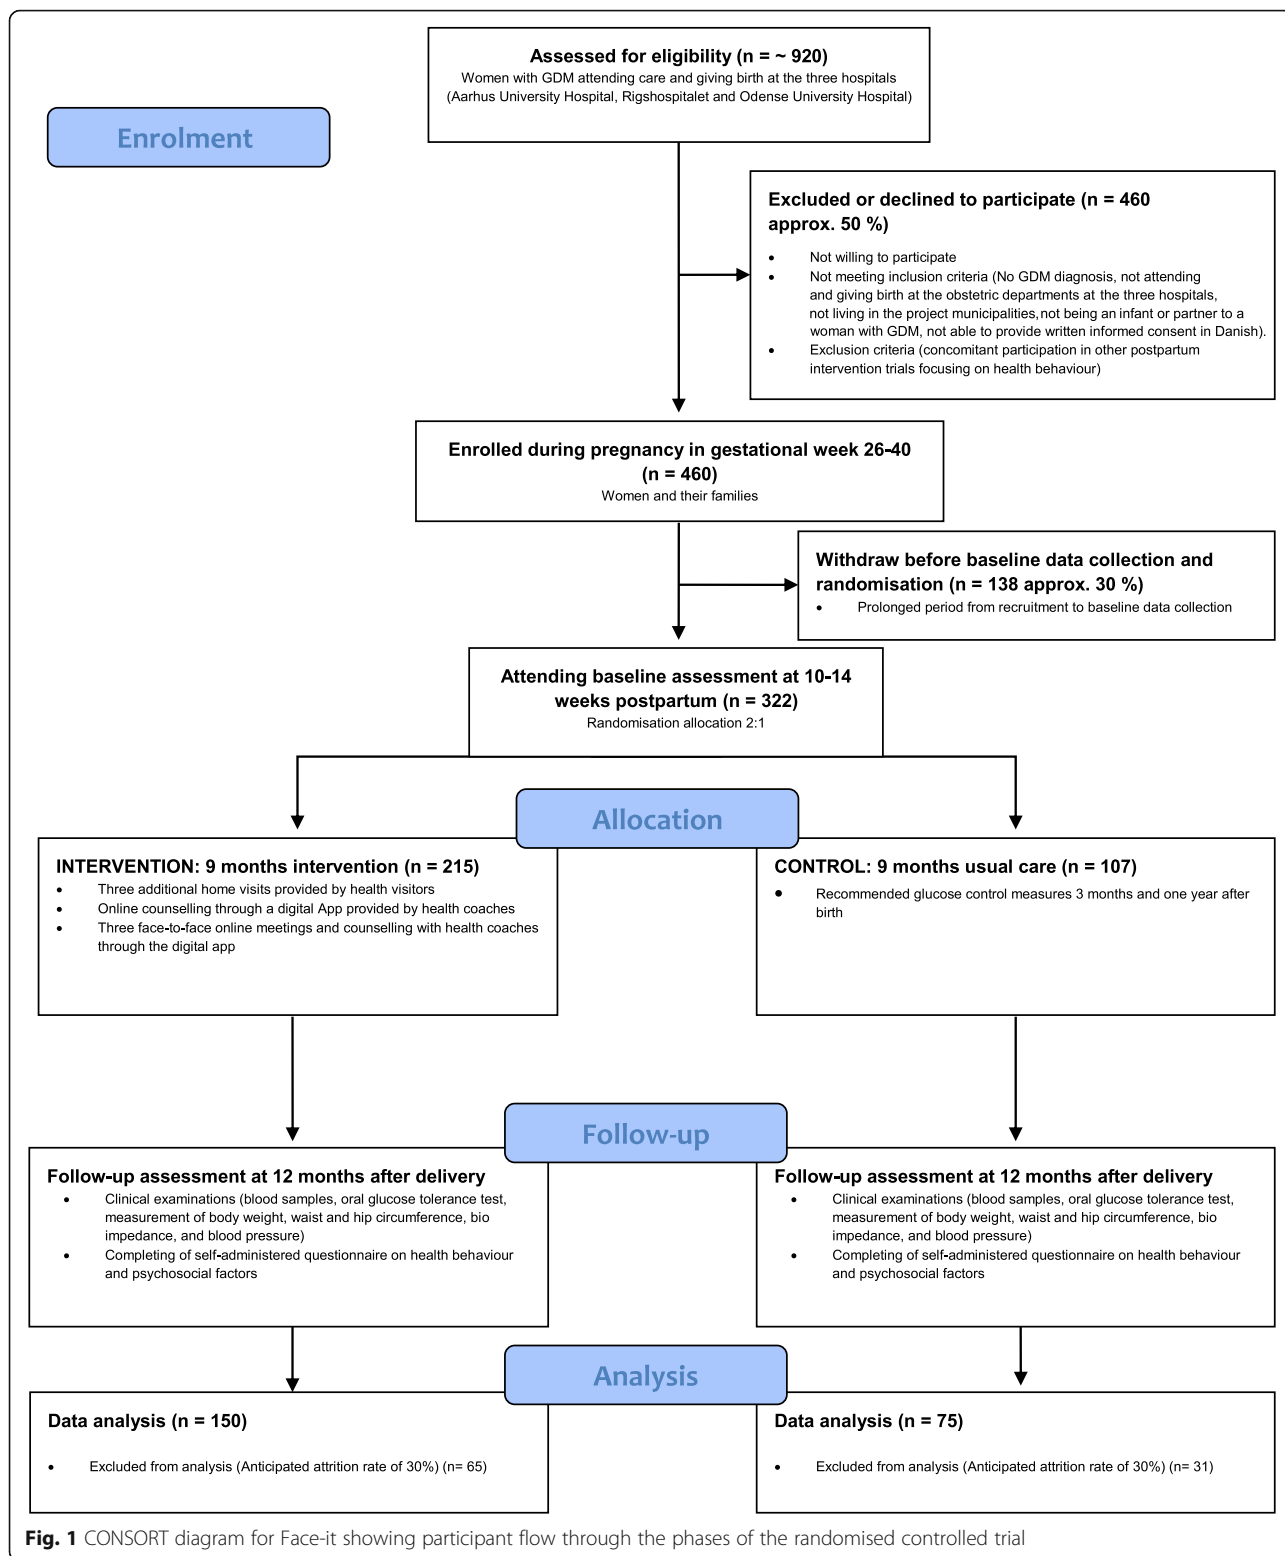 Assessed for eligibility (n = ~ 920)
Women with GDM attending care and giving birth at the three hospitals
(Aarhus University Hospital, Rigshospitalet and Odense University Hospital)
Enrolment
Excluded or declined to participate (n = 460
approx. 50 %)
• Not willing to participate
• Not meeting inclusion criteria (No GDM diagnosis, not attending
and giving birth at the obstetric departments at the three hospitals,
not living in the project municipalities, not being an infant or partner to a
woman with GDM, not able to provide written informed consent in Danish).
• Exclusion criteria (concomitant participation in other postpartum
intervention trials focusing on health behaviour)
Enrolled during pregnancy in gestational week 26-40
(n = 460)
Women and their families
Withdraw before baseline data collection and
randomisation (n = 138 approx. 30 %)
• Prolonged period from recruitment to baseline data collection
Attending baseline assessment at 10-14
weeks postpartum (n = 322)
Randomisation allocation 2:1
Allocation
INTERVENTION: 9 months intervention (n = 215)
• Three additional home visits provided by health visitors
• Online counselling through a digital App provided by health coaches
• Three face-to-face online meetings and counselling with health coaches
through the digital app
CONTROL: 9 months usual care (n = 107)
• Recommended glucose control measures 3 months and one year after
birth
Follow-up
Follow-up assessment at 12 months after delivery
• Clinical examinations (blood samples, oral glucose tolerance test,
measurement of body weight, waist and hip circumference, bio
impedance, and blood pressure)
• Completing of self-administered questionnaire on health behaviour
and psychosocial factors
Follow-up assessment at 12 months after delivery
• Clinical examinations (blood samples, oral glucose tolerance test,
measurement of body weight, waist and hip circumference, bio
impedance, and blood pressure)
• Completing of self-administered questionnaire on health behaviour
and psychosocial factors
Analysis
Data analysis (n = 150)
• Excluded from analysis (Anticipated attrition rate of 30%) (n= 65)
Data analysis (n = 75)
• Excluded from analysis (Anticipated attrition rate of 30%) (n= 31)
Fig. 1 CONSORT diagram for Face-it showing participant flow through the phases of the randomised controlled trial